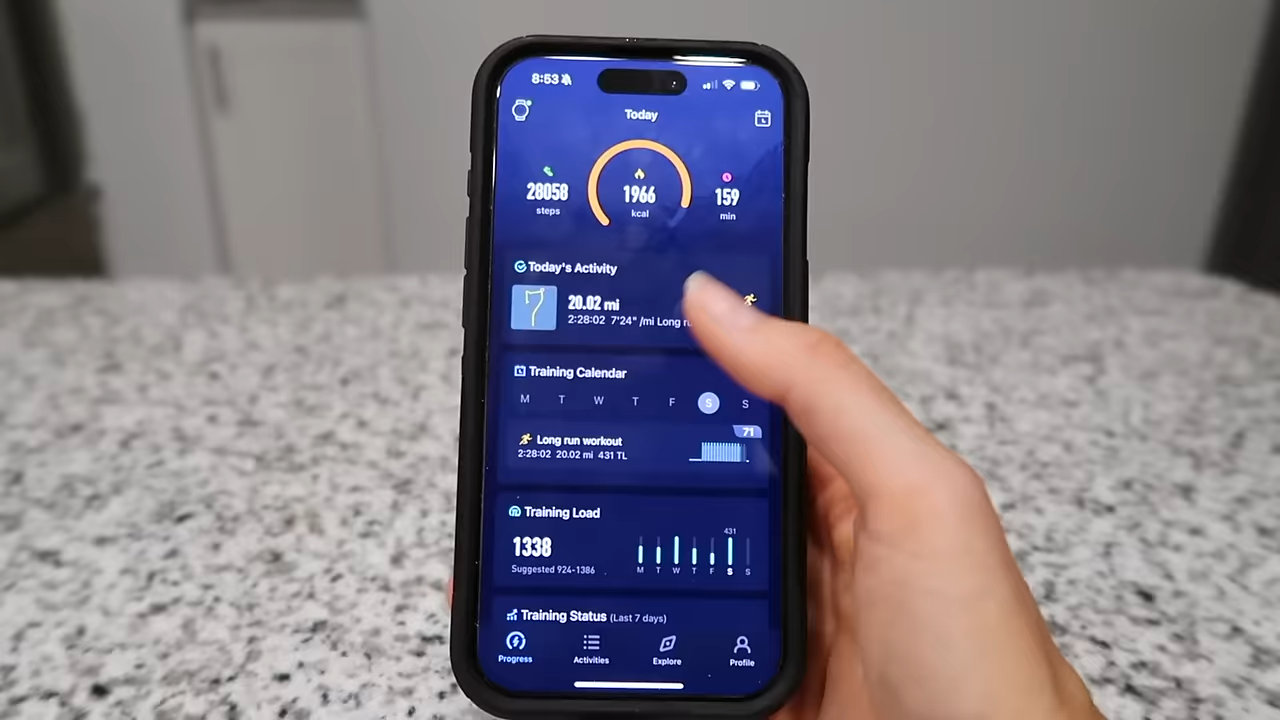 8:53
Today
28058
steps
1966
kcal
159
min
Today's Activity
20.02 mi
2:28:02 7'24" /mi Long
Training Calendar
M T W T F S S
71
Long run workout
2:28:02 20.02 mi 431 TL
Training Load
431
1338
Suggested 924-1386
M T W T F S S
Training Status (Last 7 days)
Progress Activities Explore Profile